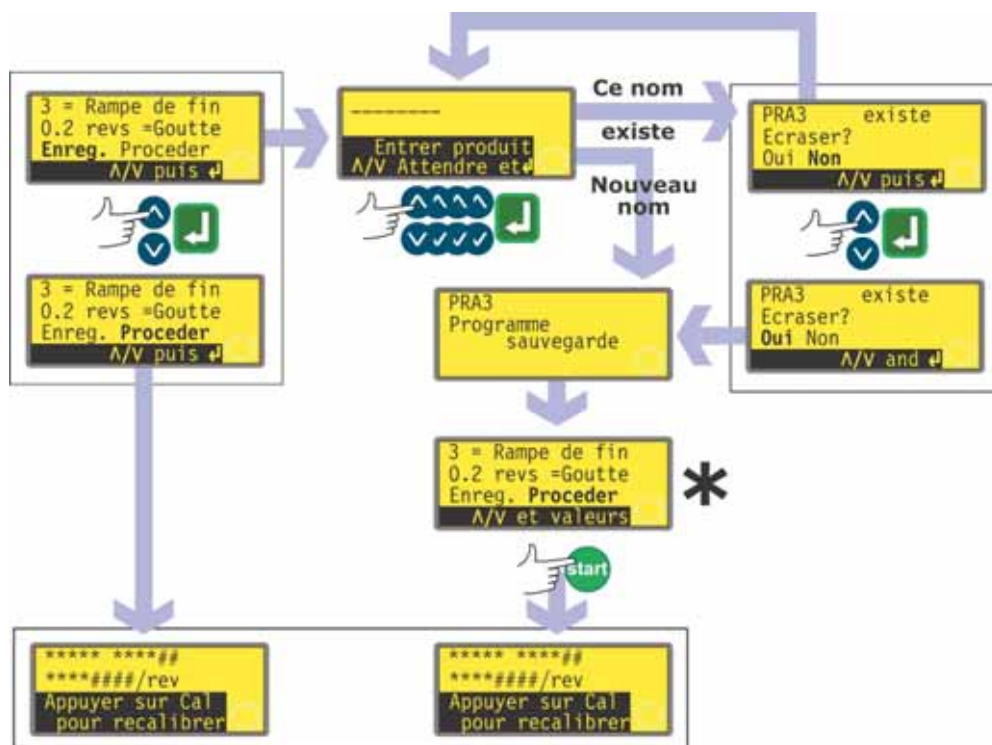 3 = Rampe de fin
0.2 revs =Goutte
Enreg. Proceder
Λ/V puis ↲
3 = Rampe de fin
0.2 revs =Goutte
Enreg. Proceder
Λ/V puis ↲
--------
Entrer produit
Λ/V Attendre et↲
Ce nom
existe
Nouveau
nom
PRA3 existe
Ecraser?
Oui Non
Λ/V puis ↲
PRA3 existe
Ecraser?
Oui Non
Λ/V and ↲
PRA3
Programme
sauvegarde
3 = Rampe de fin
0.2 revs =Goutte
Enreg. Proceder
Λ/V et valeurs
*
start
***** ****##
****####/rev
Appuyer sur Cal
pour recalibrer
***** ****##
****####/rev
Appuyer sur Cal
pour recalibrer